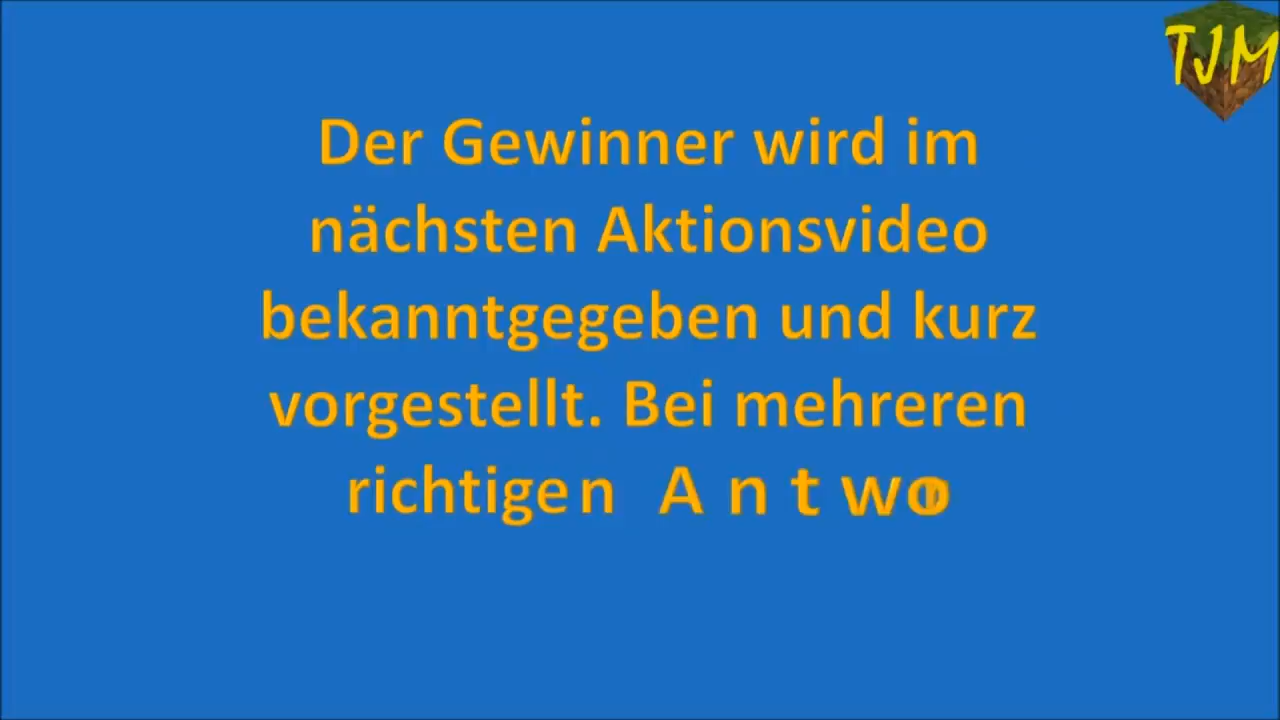 TJM
Der Gewinner wird im
nächsten Aktionsvideo
bekanntgegeben und kurz
vorgestellt. Bei mehreren
richtigen